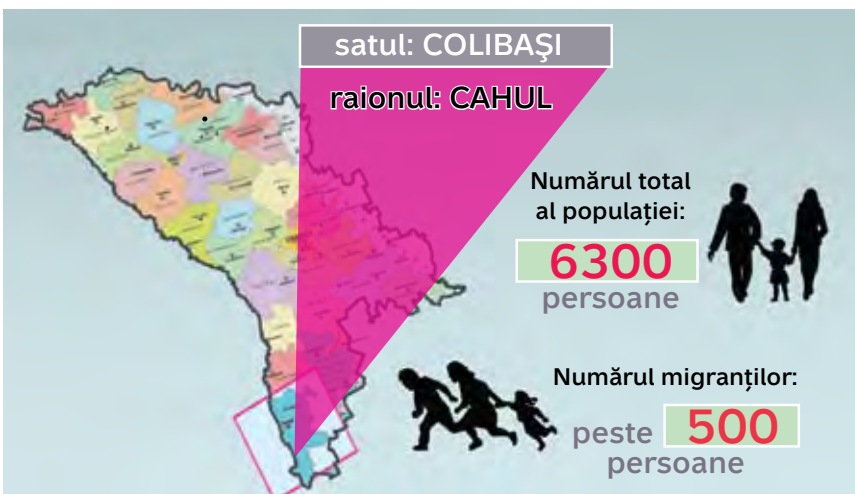 satul: COLIBAŞI
raionul: CAHUL
Numărul total
al populației:
6300
persoane
Numărul migranților:
peste 500
persoane